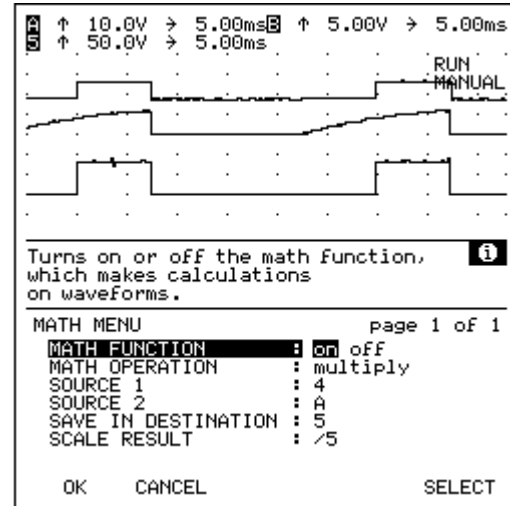 A ↑ 10.0V → 5.00ms B ↑ 5.00V → 5.00ms
5 ↑ 50.0V → 5.00ms
RUN
MANUAL
Turns on or off the math function, i
which makes calculations
on waveforms.
MATH MENU page 1 of 1
MATH FUNCTION : on off
MATH OPERATION : multiply
SOURCE 1 : 4
SOURCE 2 : A
SAVE IN DESTINATION : 5
SCALE RESULT : /5
OK CANCEL SELECT